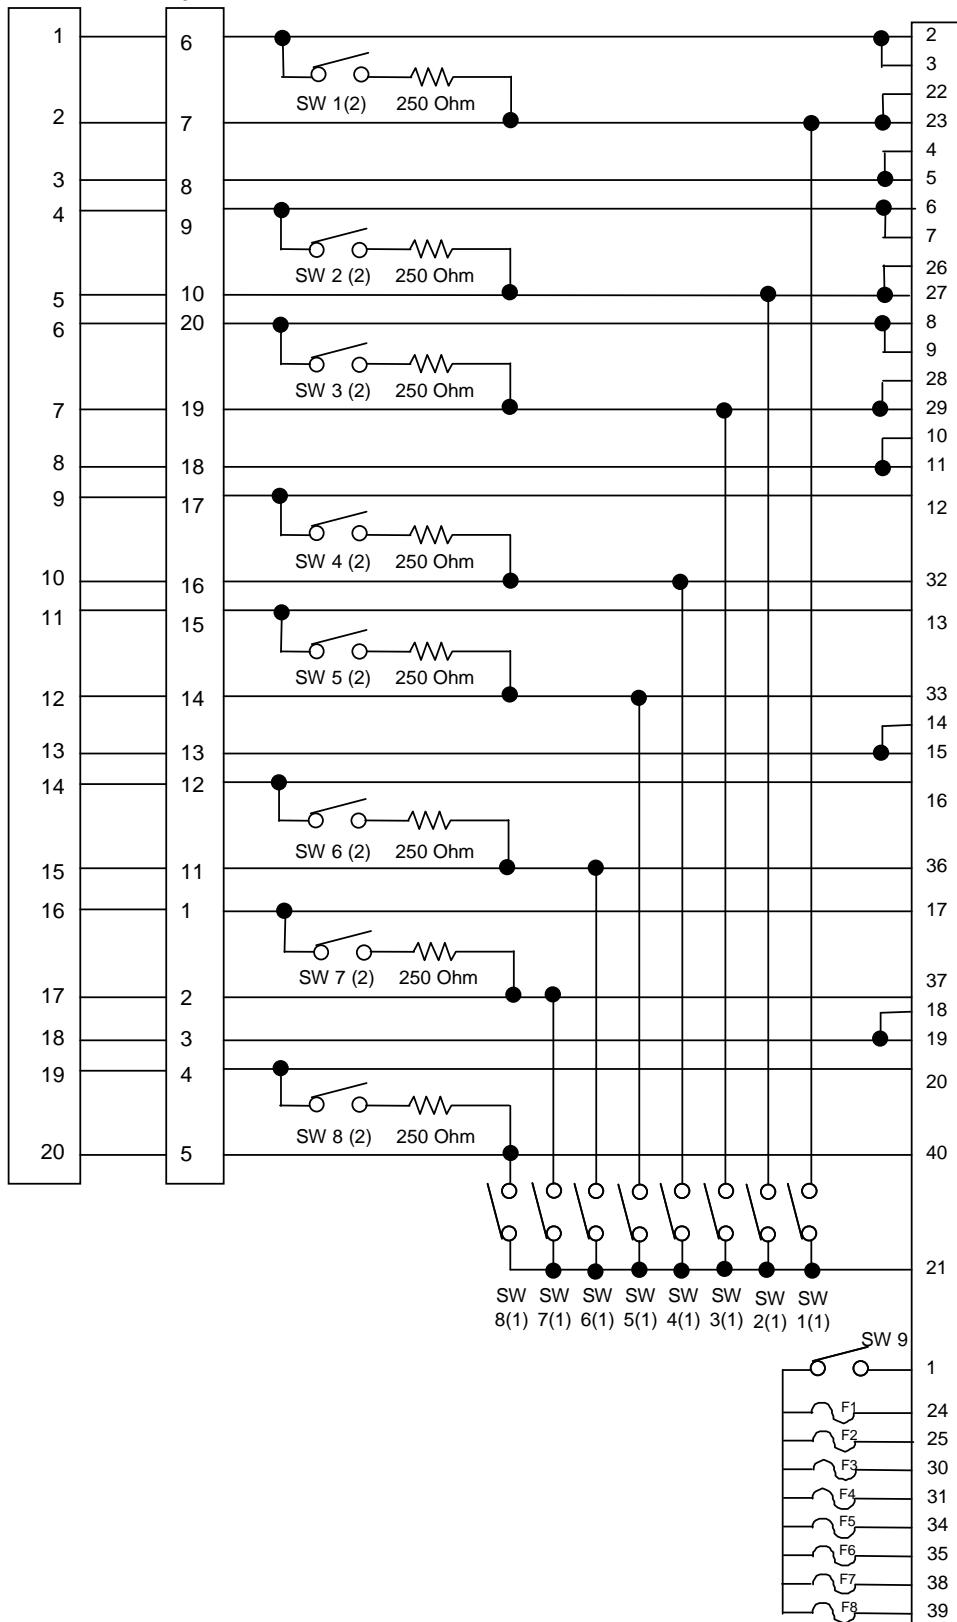 1 6 2
3
SW 1(2) 250 Ohm
22
2 7 23
4
3 8 5
4 9 6
7
SW 2 (2) 250 Ohm
26
5 10 27
6 20 8
9
SW 3 (2) 250 Ohm
28
7 19 29
10
8 18 11
9 17 12
SW 4 (2) 250 Ohm
10 16 32
11 15 13
SW 5 (2) 250 Ohm
12 14 33
14
13 13 15
14 12 16
SW 6 (2) 250 Ohm
15 11 36
16 1 17
SW 7 (2) 250 Ohm
17 2 37
18
18 3 19
19 4 20
SW 8 (2) 250 Ohm
20 5 40
21
SW SW SW SW SW SW SW SW
8(1) 7(1) 6(1) 5(1) 4(1) 3(1) 2(1) 1(1)
SW 9
1
F1 24
F2 25
F3 30
F4 31
F5 34
F6 35
F7 38
F8 39